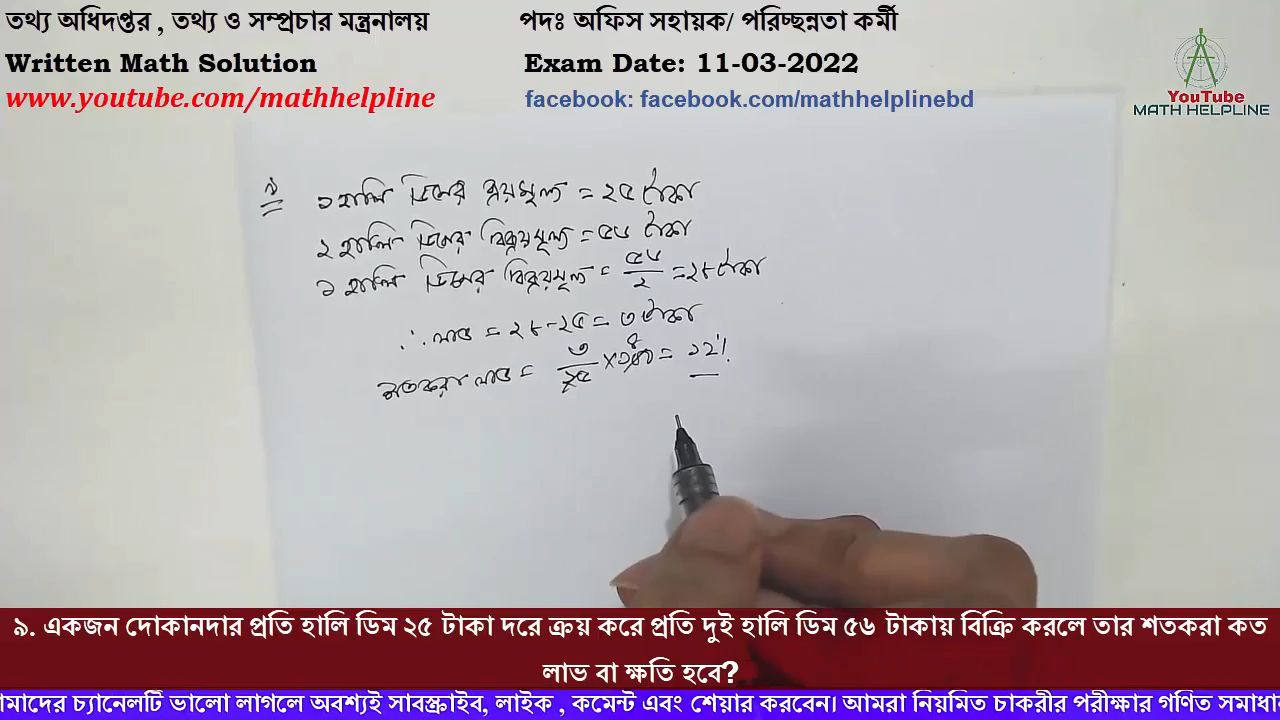 তথ্য অধিদপ্তর , তথ্য ও সম্প্রচার মন্ত্রনালয়
পদঃ অফিস সহায়ক/ পরিচ্ছন্নতা কর্মী
Written Math Solution
Exam Date: 11-03-2022
www.youtube.com/mathhelpline
facebook: facebook.com/mathhelplinebd
YouTube
MATH HELPLINE
৯
১ হালি ডিমের ক্রয়মূল্য = ২৫ টাকা
২ হালি ডিমের বিক্রয়মূল্য = ৫৬ টাকা
১ হালি ডিমের বিক্রয়মূল্য = ৫৬/২ = ২৮ টাকা
∴ লাভ = ২৮-২৫ = ৩ টাকা
শতকরা লাভ = ৩/২৫ × ১০০ ৪ = ১২%
৯. একজন দোকানদার প্রতি হালি ডিম ২৫ টাকা দরে ক্রয় করে প্রতি দুই হালি ডিম ৫৬ টাকায় বিক্রি করলে তার শতকরা কত
লাভ বা ক্ষতি হবে?
মাদের চ্যানেলটি ভালো লাগলে অবশ্যই সাবস্ক্রাইব, লাইক , কমেন্ট এবং শেয়ার করবেন। আমরা নিয়মিত চাকরীর পরীক্ষার গণিত সমাধা